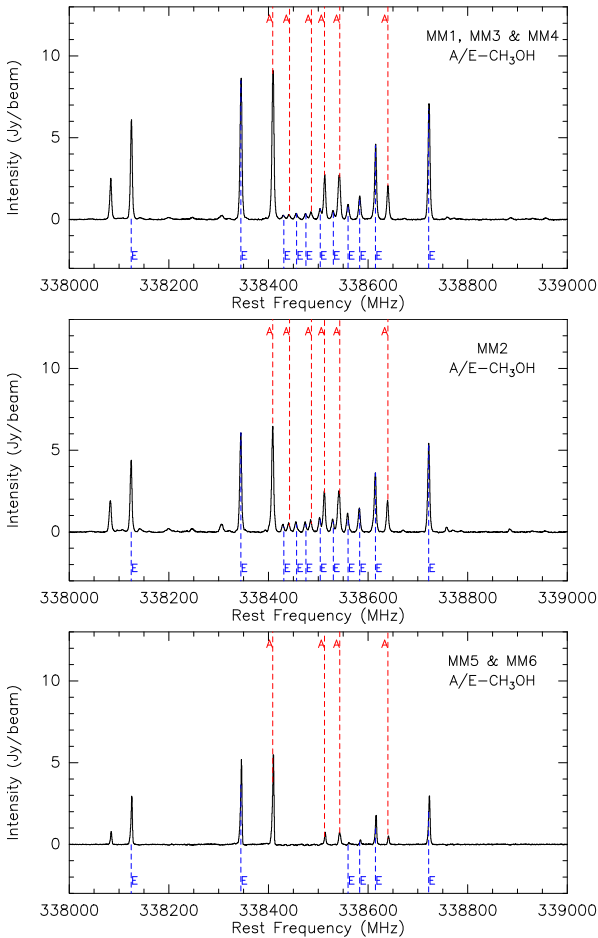 A A A A A A
MM1, MM3 & MM4
A/E−CH3OH
10
5
0
Intensity (Jy/beam)
E E E E E E E E E E E
338000 338200 338400 338600 338800 339000
Rest Frequency (MHz)
A A A A A A
MM2
A/E−CH3OH
10
5
0
Intensity (Jy/beam)
E E E E E E E E E E E
338000 338200 338400 338600 338800 339000
Rest Frequency (MHz)
A A A A
MM5 & MM6
A/E−CH3OH
10
5
0
Intensity (Jy/beam)
E E E E E E
338000 338200 338400 338600 338800 339000
Rest Frequency (MHz)